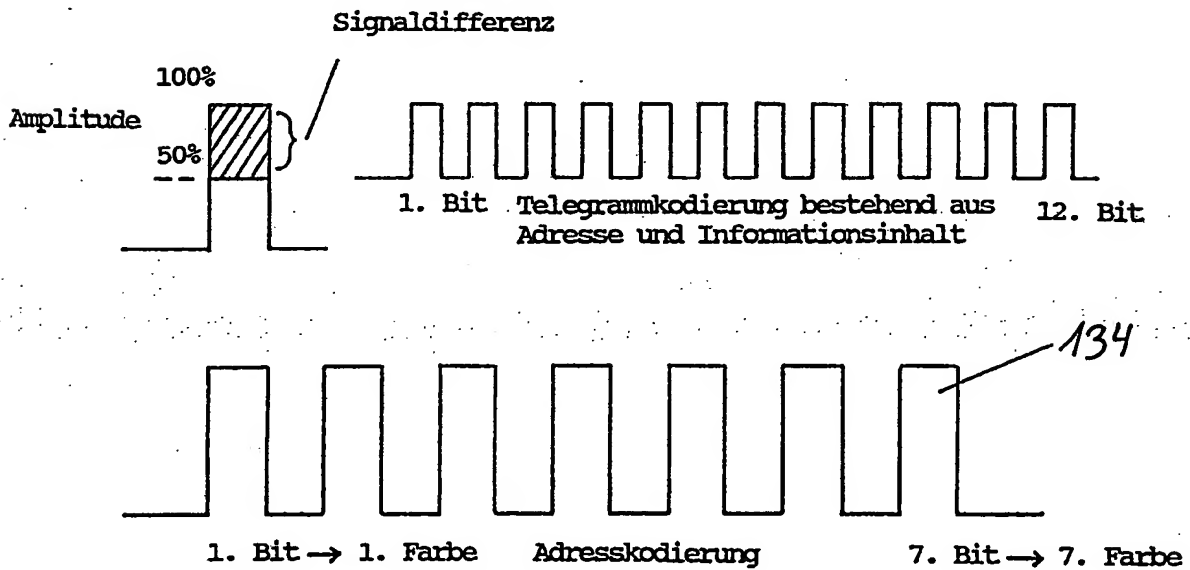 Signaldifferenz
100%
Amplitude
50%
1. Bit Telegrammkodierung bestehend aus 12. Bit
Adresse und Informationsinhalt
134
1. Bit → 1. Farbe Adresskodierung 7. Bit → 7. Farbe